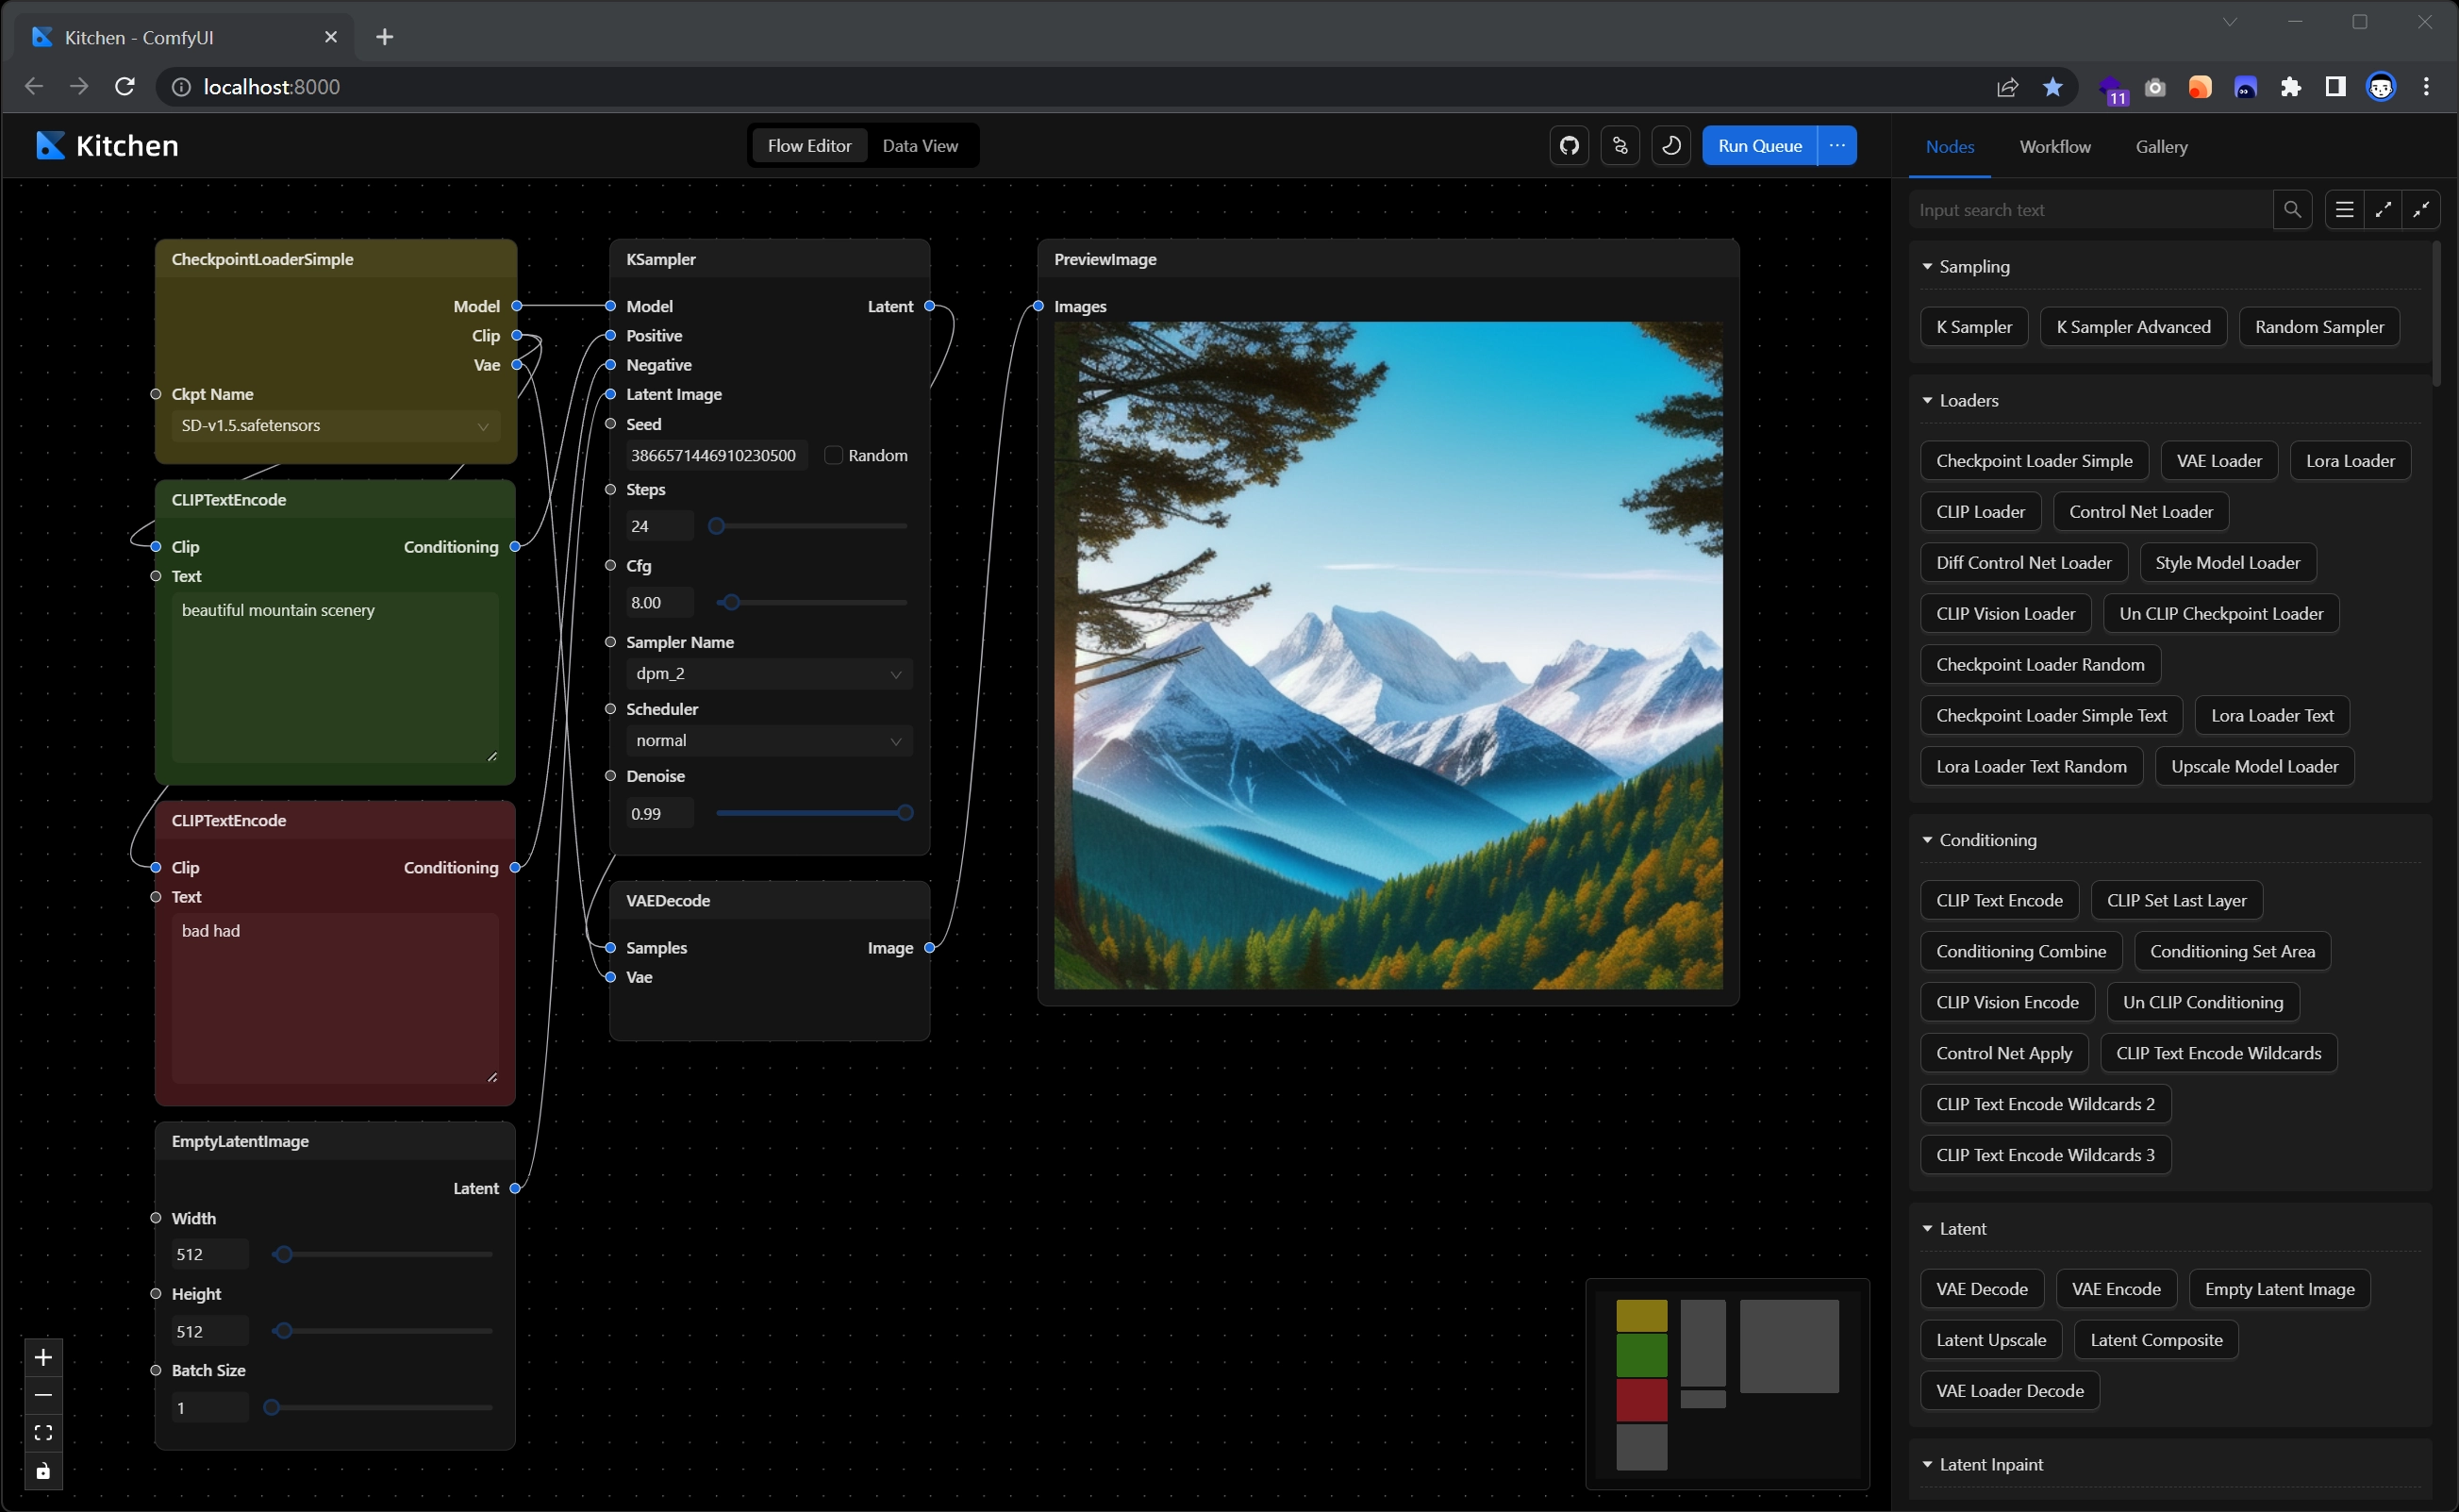 Kitchen - ComfyUI
localhost:8000
11
Kitchen
Flow Editor Data View
Run Queue ···
Nodes Workflow Gallery
CheckpointLoaderSimple
Model
Clip
Vae
Ckpt Name
SD-v1.5.safetensors
CLIPTextEncode
Clip Conditioning
Text
beautiful mountain scenery
CLIPTextEncode
Clip Conditioning
Text
bad had
EmptyLatentImage
Latent
Width
512
Height
512
Batch Size
1
KSampler
Model Latent
Positive
Negative
Latent Image
Seed
3866571446910230500 Random
Steps
24
Cfg
8.00
Sampler Name
dpm_2
Scheduler
normal
Denoise
0.99
VAEDecode
Samples Image
Vae
PreviewImage
Images
Input search text
Sampling
K Sampler K Sampler Advanced Random Sampler
Loaders
Checkpoint Loader Simple VAE Loader Lora Loader
CLIP Loader Control Net Loader
Diff Control Net Loader Style Model Loader
CLIP Vision Loader Un CLIP Checkpoint Loader
Checkpoint Loader Random
Checkpoint Loader Simple Text Lora Loader Text
Lora Loader Text Random Upscale Model Loader
Conditioning
CLIP Text Encode CLIP Set Last Layer
Conditioning Combine Conditioning Set Area
CLIP Vision Encode Un CLIP Conditioning
Control Net Apply CLIP Text Encode Wildcards
CLIP Text Encode Wildcards 2
CLIP Text Encode Wildcards 3
Latent
VAE Decode VAE Encode Empty Latent Image
Latent Upscale Latent Composite
VAE Loader Decode
Latent Inpaint